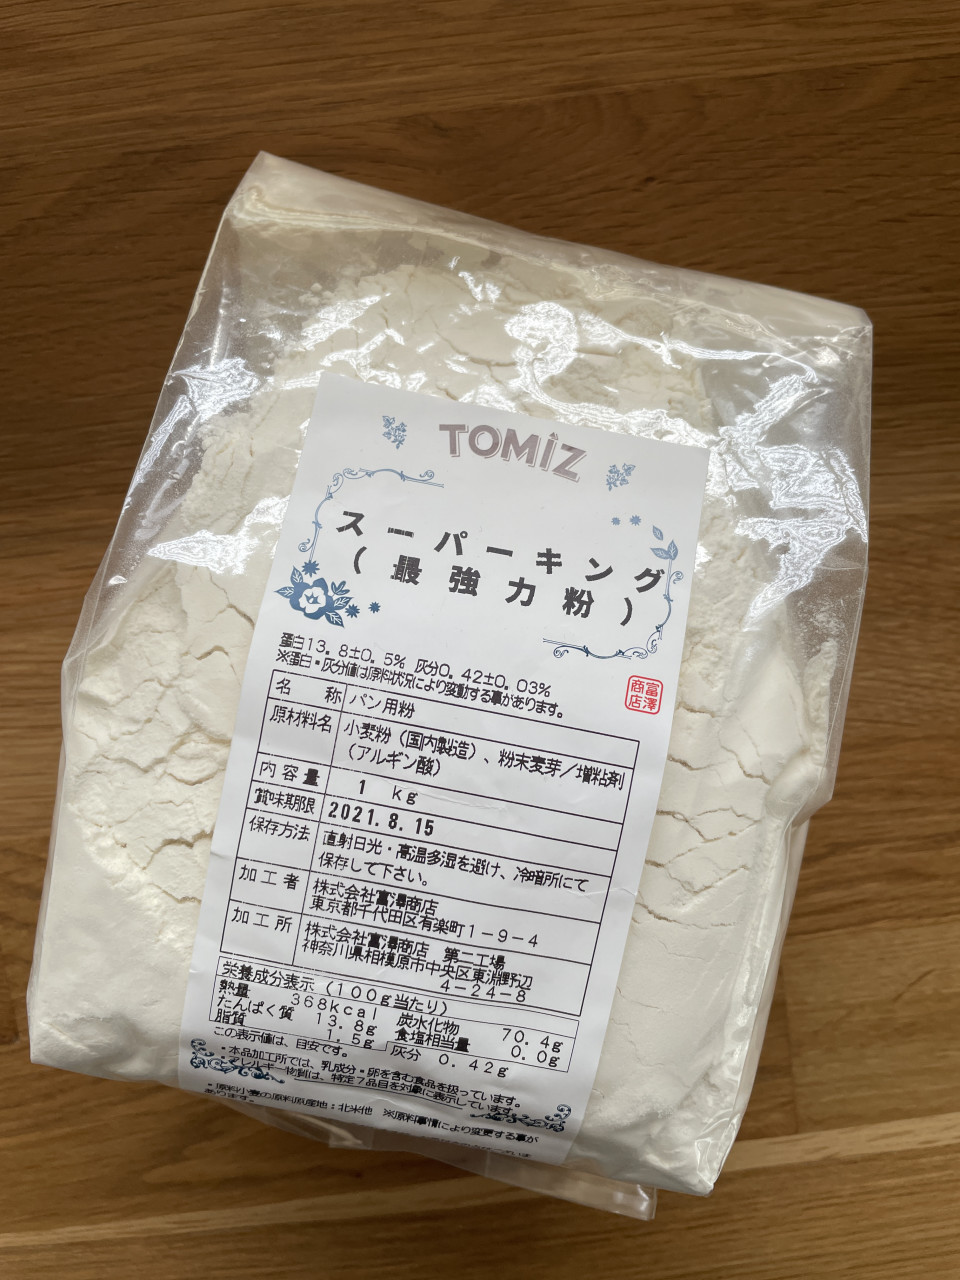 TOMIZ
スーパーキング
(最強力粉)
蛋白13.8±0.5% 灰分0.42±0.03%
※蛋白・灰分値は原料状況により変動する事があります。
富澤
商店
名称 パン用粉
原材料名 小麦粉(国内製造)、粉末麦芽/増粘剤
(アルギン酸)
内容量 1kg
賞味期限 2021.8.15
保存方法 直射日光・高温多湿を避け、冷暗所にて
保存して下さい。
加工者 株式会社富澤商店
東京都千代田区有楽町1-9-4
加工所 株式会社富澤商店 第二工場
神奈川県相模原市中央区東淵野辺
4-24-8
栄養成分表示(100g当たり)
熱量 368kcal 炭水化物 70.4g
たんぱく質 13.8g 食塩相当量 0.0g
脂質 1.5g 灰分 0.42g
この表示値は、目安です。
・本品加工所では、乳成分・卵を含む食品を扱っています。
・アレルギー物質は、特定7品目を対象に表示しています。
・原料小麦の原料原産地:北米他 ※原料事情により変更する事が
あります。